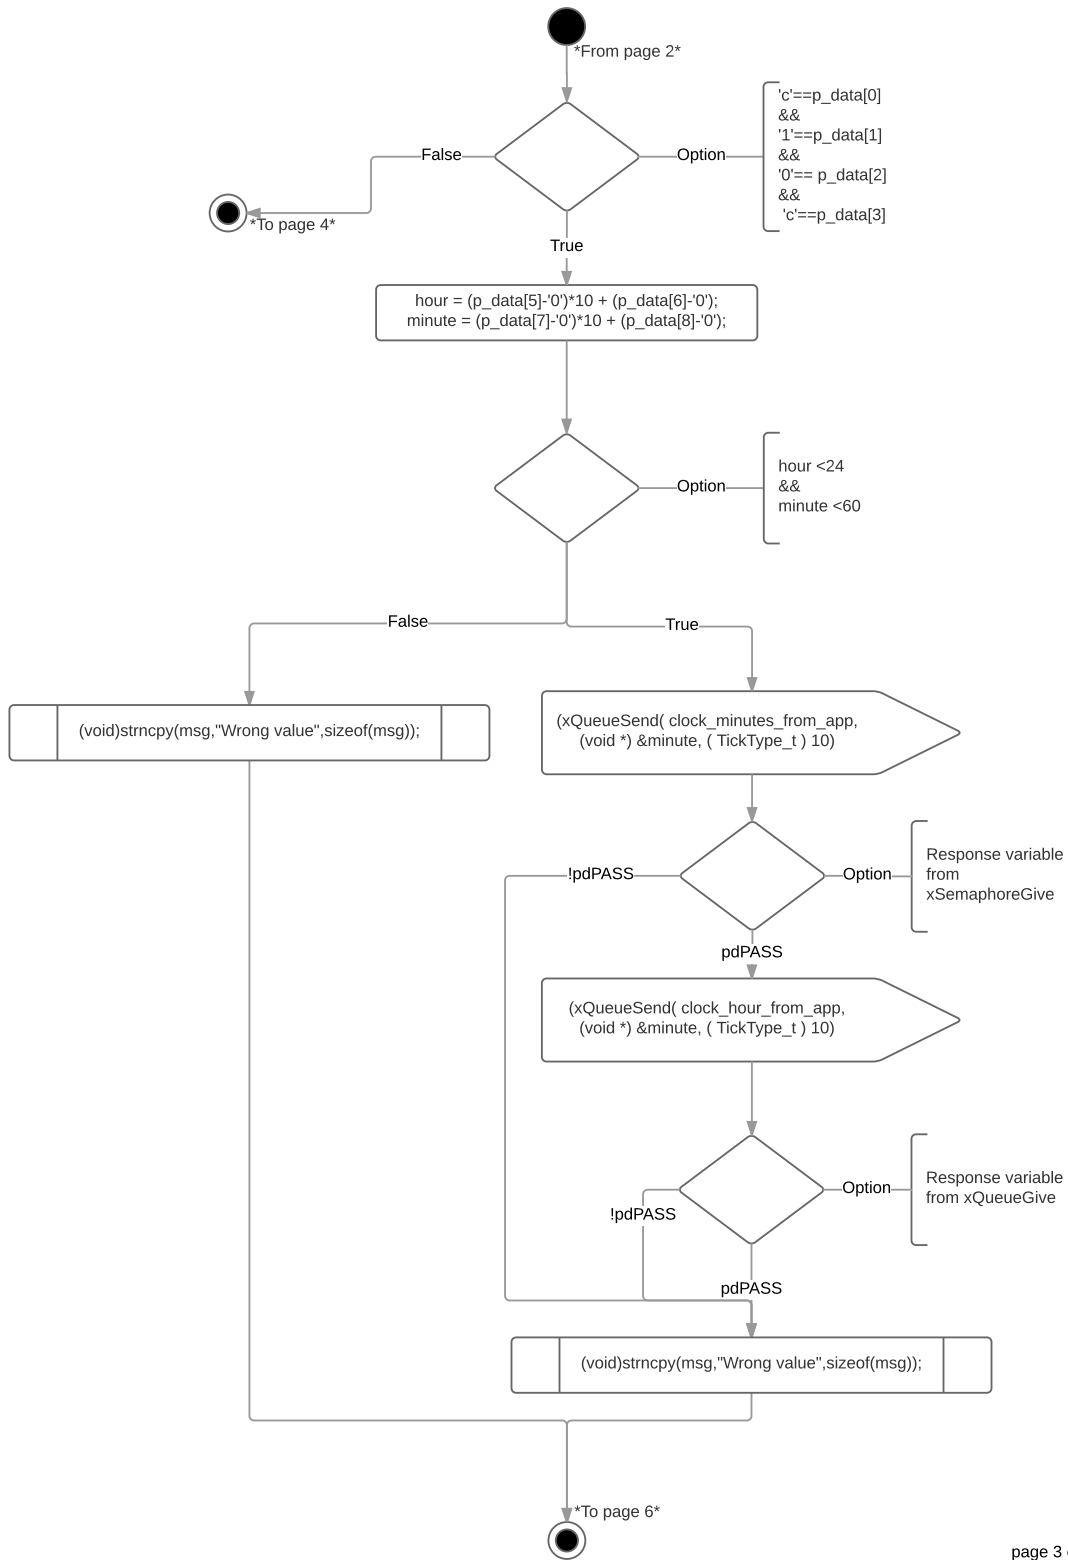 *From page 2*
'c'==p_data[0]
&&
'1'==p_data[1]
&&
'0'== p_data[2]
&&
'c'==p_data[3]
False
Option
*To page 4*
True
hour = (p_data[5]-'0')*10 + (p_data[6]-'0');
minute = (p_data[7]-'0')*10 + (p_data[8]-'0');
Option
hour <24
&&
minute <60
False
True
(void)strncpy(msg,"Wrong value",sizeof(msg));
(xQueueSend( clock_minutes_from_app,
(void *) &minute, ( TickType_t ) 10)
!pdPASS
Option
Response variable
from
xSemaphoreGive
pdPASS
(xQueueSend( clock_hour_from_app,
(void *) &minute, ( TickType_t ) 10)
!pdPASS
Option
Response variable
from xQueueGive
pdPASS
(void)strncpy(msg,"Wrong value",sizeof(msg));
*To page 6*
page 3